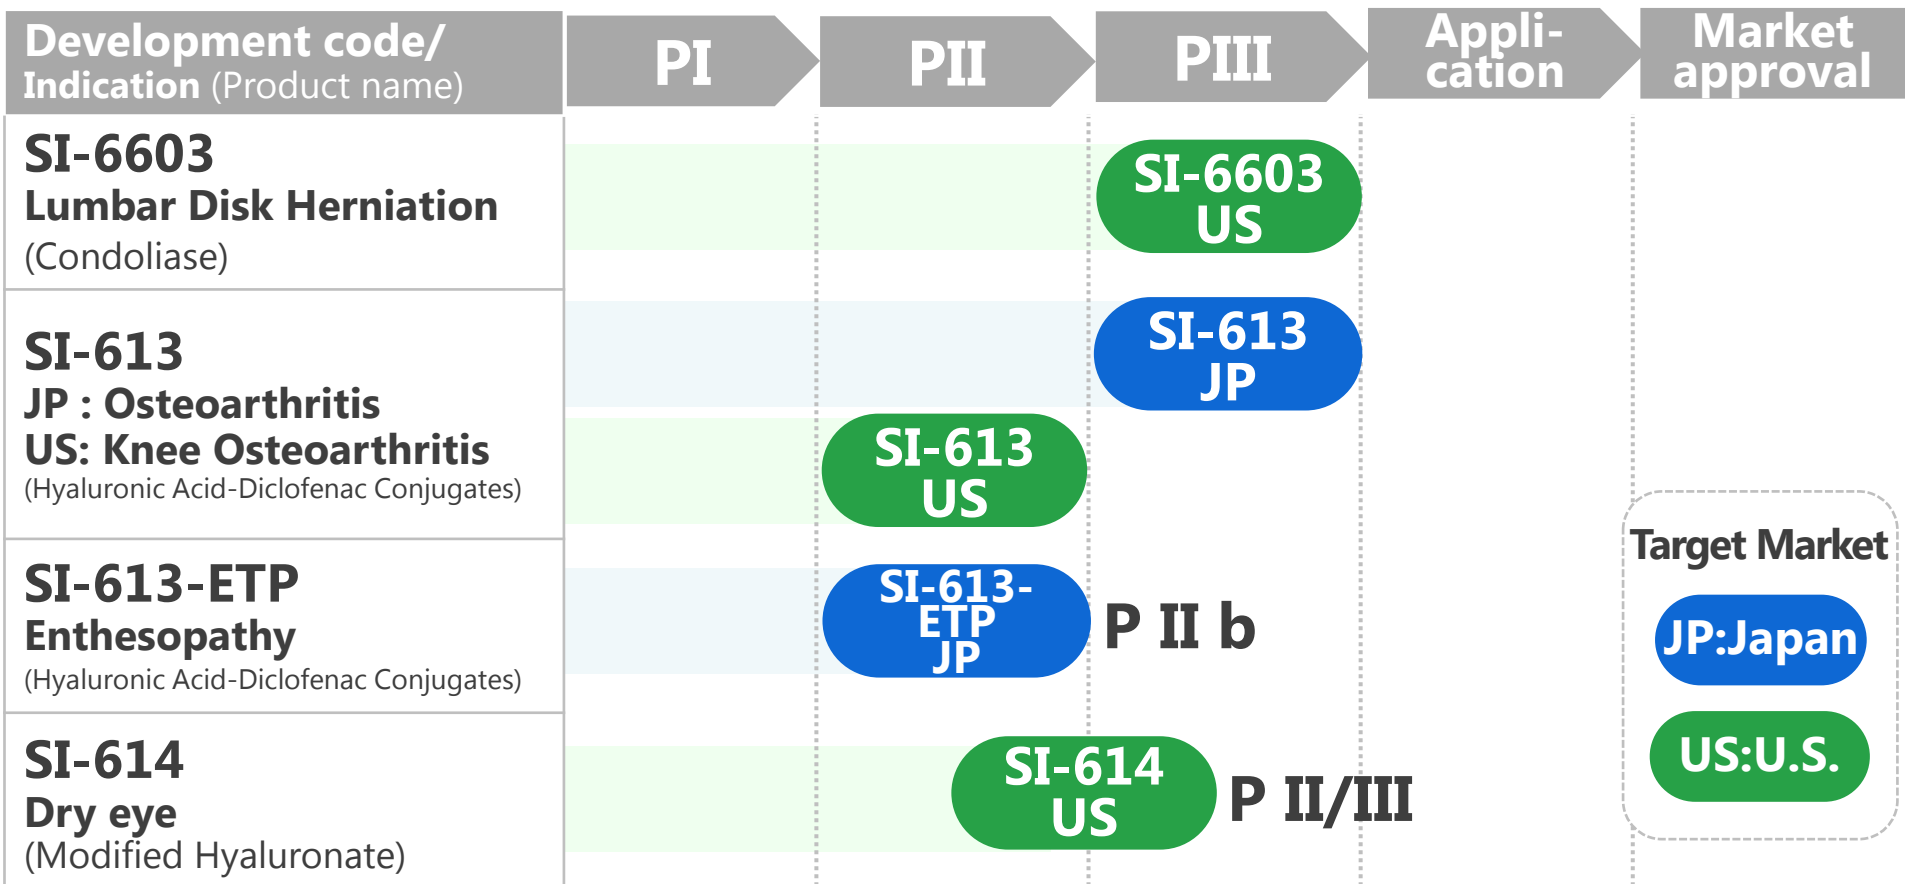 Development code/
Indication (Product name)
PI
PII
PIII
Appli-
cation
Market
approval
SI-6603
Lumbar Disk Herniation
(Condoliase)
SI-6603
US
SI-613
JP : Osteoarthritis
US: Knee Osteoarthritis
(Hyaluronic Acid-Diclofenac Conjugates)
SI-613
JP
SI-613
US
SI-613-ETP
Enthesopathy
(Hyaluronic Acid-Diclofenac Conjugates)
SI-613-
ETP
JP
P II b
SI-614
Dry eye
(Modified Hyaluronate)
SI-614
US
P II/III
Target Market
JP:Japan
US:U.S.